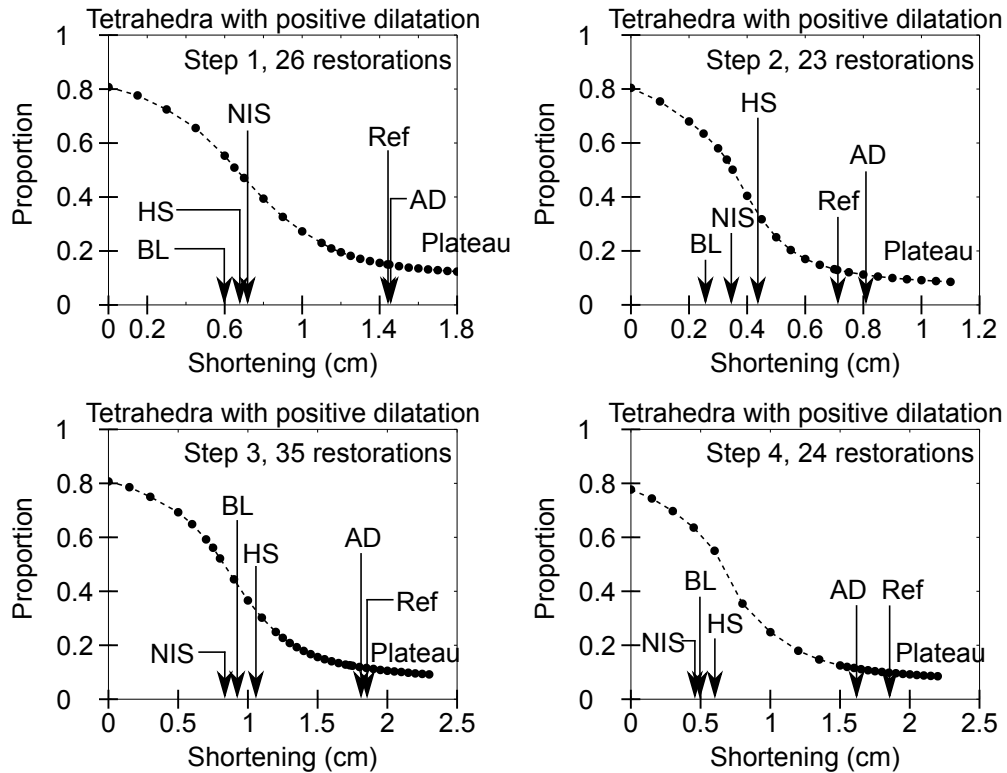 Tetrahedra with positive dilatation
Step 1, 26 restorations
Proportion
1
0.8
0.6
0.4
0.2
0
NIS
Ref
HS
AD
BL
Plateau
0 0.2 0.6 1 1.4 1.8
Shortening (cm)
Tetrahedra with positive dilatation
Step 2, 23 restorations
Proportion
1
0.8
0.6
0.4
0.2
0
HS
AD
NIS
Ref
BL
Plateau
0 0.2 0.4 0.6 0.8 1 1.2
Shortening (cm)
Tetrahedra with positive dilatation
Step 3, 35 restorations
Proportion
1
0.8
0.6
0.4
0.2
0
BL
HS
AD
Ref
NIS
Plateau
0 0.5 1 1.5 2 2.5
Shortening (cm)
Tetrahedra with positive dilatation
Step 4, 24 restorations
Proportion
1
0.8
0.6
0.4
0.2
0
BL
AD
Ref
HS
NIS
Plateau
0 0.5 1 1.5 2 2.5
Shortening (cm)